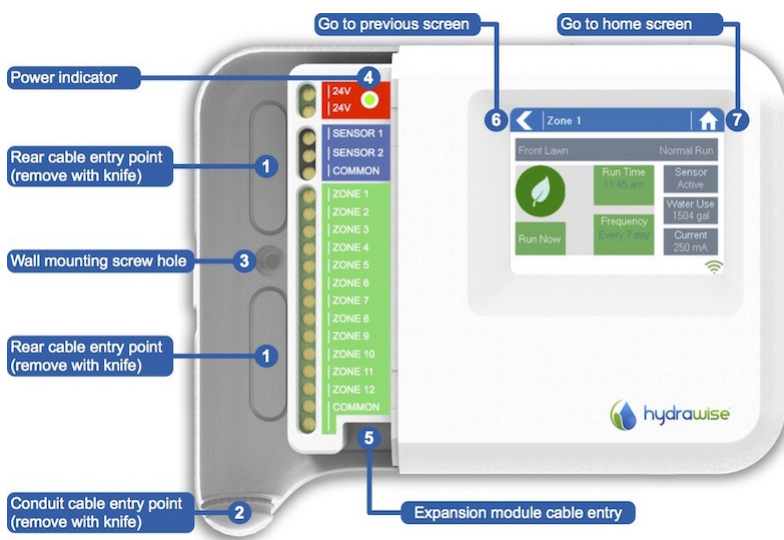 Go to previous screen
Go to home screen
Power indicator
4
24V
24V
6
Zone 1
7
SENSOR 1
SENSOR 2
COMMON
Rear cable entry point
(remove with knife)
1
Front Lawn
Normal Run
Run Time
11:45 am
Sensor
Active
Water Use
1504 gal
Frequency
Every 7 day
Run Now
Current
250 mA
ZONE 1
ZONE 2
ZONE 3
ZONE 4
ZONE 5
ZONE 6
ZONE 7
ZONE 8
ZONE 9
ZONE 10
ZONE 11
ZONE 12
COMMON
Wall mounting screw hole
3
Rear cable entry point
(remove with knife)
1
hydrawise
5
Conduit cable entry point
(remove with knife)
2
Expansion module cable entry